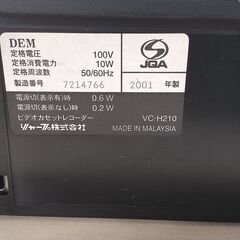 DEM
定格電圧 100V
定格消費電力 10W
定格周波数 50/60Hz
製造番号 7214766 2001 年製
JQA
電源切(表示有)時 0.6 W
電源切(表示なし)時 0.2 W
ビデオカセットレコーダー VC-H210
シャープ株式会社 MADE IN MALAYSIA